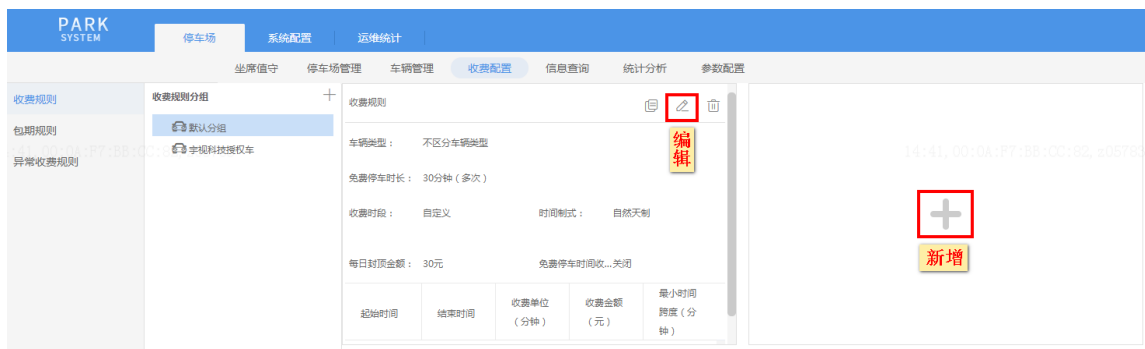 PARK
SYSTEM
停车场 系统配置 运维统计
坐席值守 停车场管理 车辆管理 收费配置 信息查询 统计分析 参数配置
收费规则
包期规则
异常收费规则
收费规则分组
默认分组
宇视科技授权车
收费规则
编辑
车辆类型： 不区分车辆类型
免费停车时长： 30分钟（多次）
收费时段： 自定义 时间制式： 自然天制
每日封顶金额： 30元 免费停车时间收...关闭
起始时间 结束时间 收费单位（分钟） 收费金额（元） 最小时间跨度（分钟）
新增